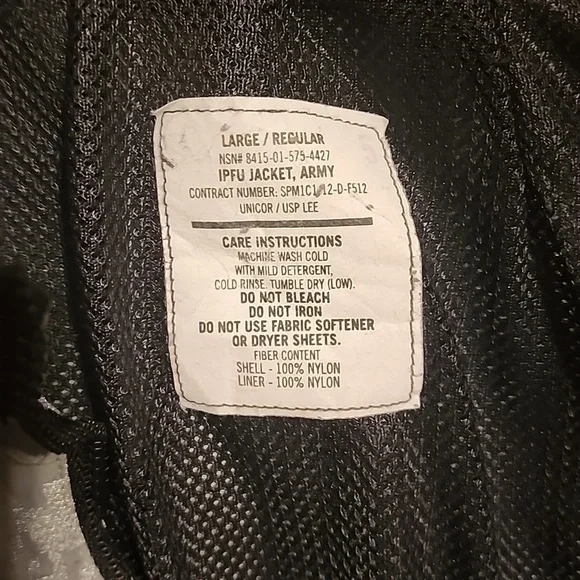 LARGE / REGULAR
NSN# 8415-01-575-4427
IPFU JACKET, ARMY
CONTRACT NUMBER: SPM1C1-12-D-F512
UNICOR / USP LEE
CARE INSTRUCTIONS
MACHINE WASH COLD
WITH MILD DETERGENT,
COLD RINSE. TUMBLE DRY (LOW).
DO NOT BLEACH
DO NOT IRON
DO NOT USE FABRIC SOFTENER
OR DRYER SHEETS.
FIBER CONTENT
SHELL - 100% NYLON
LINER - 100% NYLON